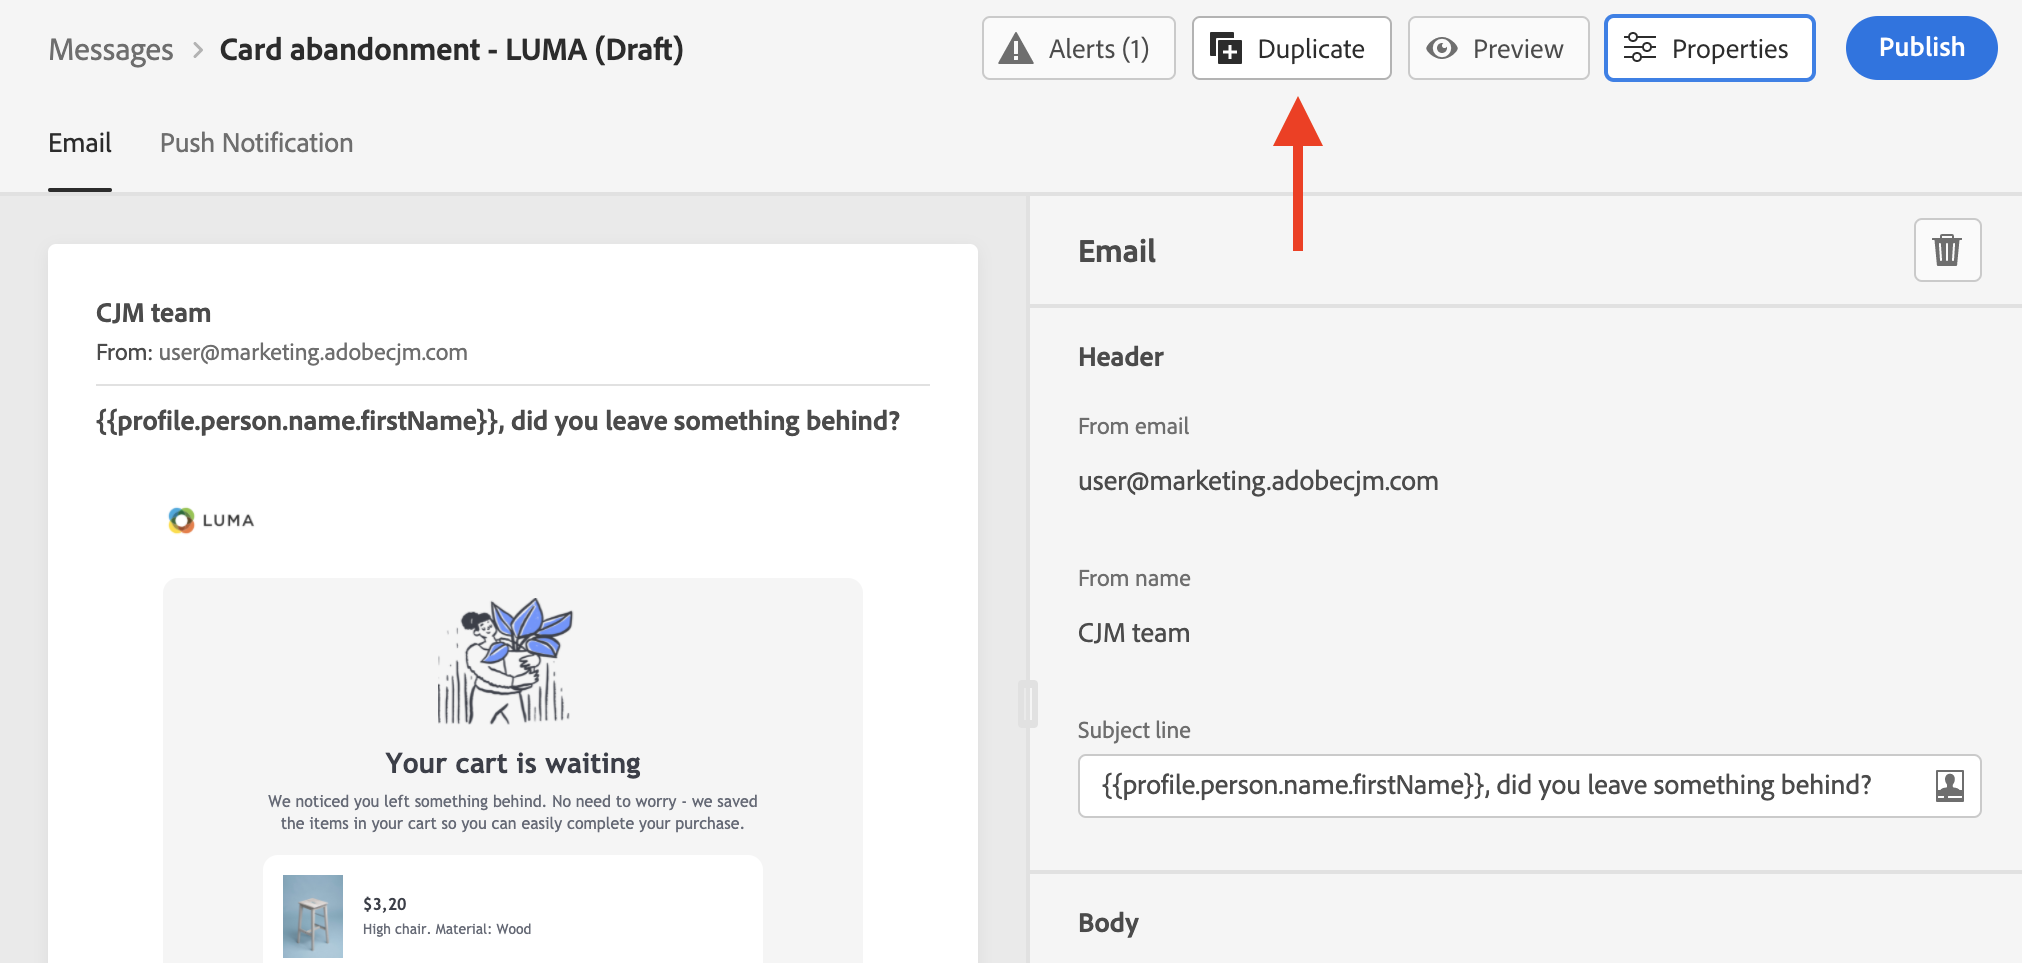 Messages > Card abandonment - LUMA (Draft)
Alerts (1)
Duplicate
Preview
Properties
Publish
Email
Push Notification
CJM team
From: user@marketing.adobecjm.com
{{profile.person.name.firstName}}, did you leave something behind?
LUMA
Your cart is waiting
We noticed you left something behind. No need to worry - we saved
the items in your cart so you can easily complete your purchase.
$3,20
High chair. Material: Wood
Email
Header
From email
user@marketing.adobecjm.com
From name
CJM team
Subject line
{{profile.person.name.firstName}}, did you leave something behind?
Body